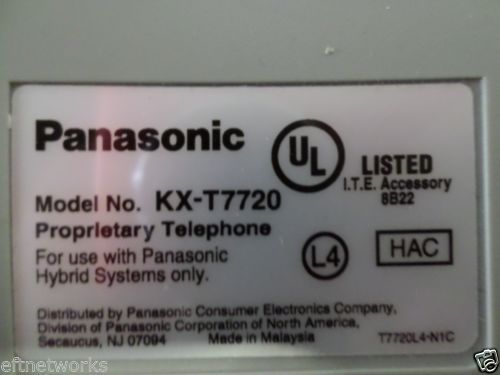 Panasonic
Model No. KX-T7720
Proprietary Telephone
For use with Panasonic
Hybrid Systems only.
UL
LISTED
I.T.E. Accessory
8B22
L4
HAC
Distributed by Panasonic Consumer Electronics Company,
Division of Panasonic Corporation of North America,
Secaucus, NJ 07094 Made in Malaysia
T7720L4-N1C
eftnetworks